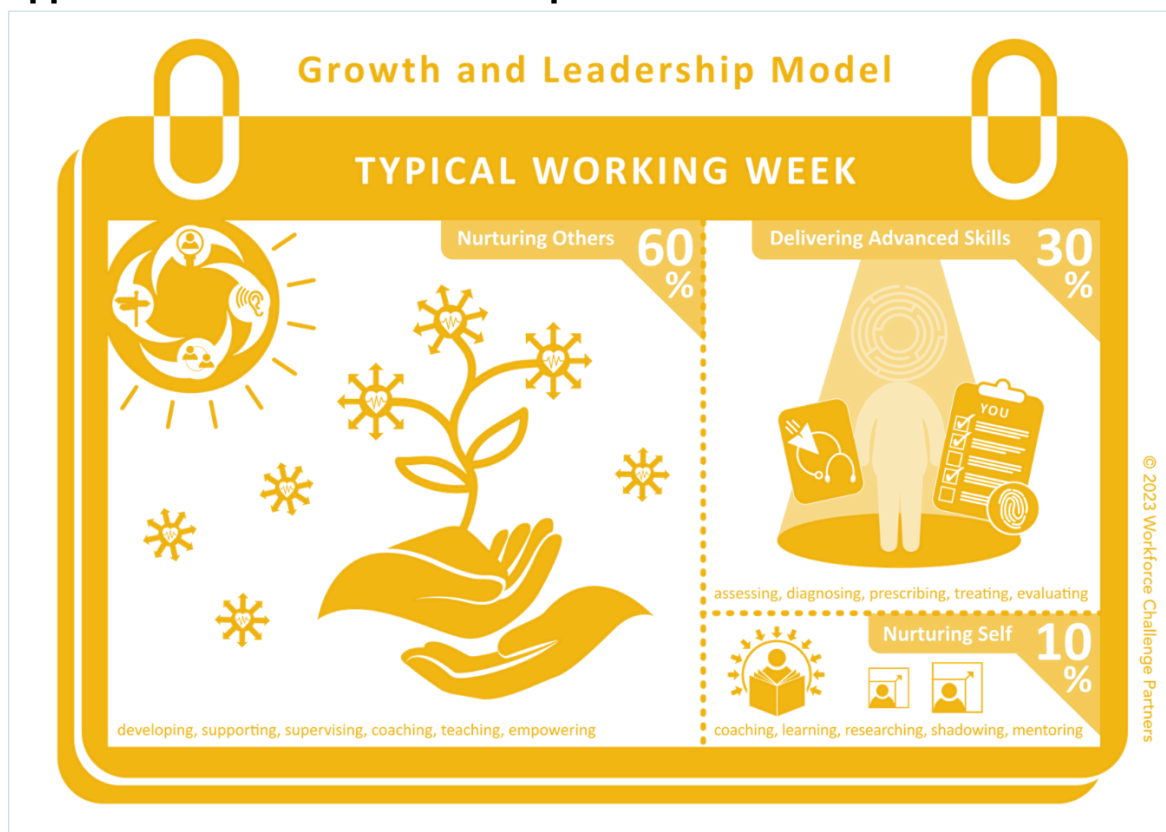 Growth and Leadership Model
TYPICAL WORKING WEEK
Nurturing Others 60
%
developing, supporting, supervising, coaching, teaching, empowering
Delivering Advanced Skills 30
%
YOU
assessing, diagnosing, prescribing, treating, evaluating
Nurturing Self 10
%
coaching, learning, researching, shadowing, mentoring
© 2023 Workforce Challenge Partners